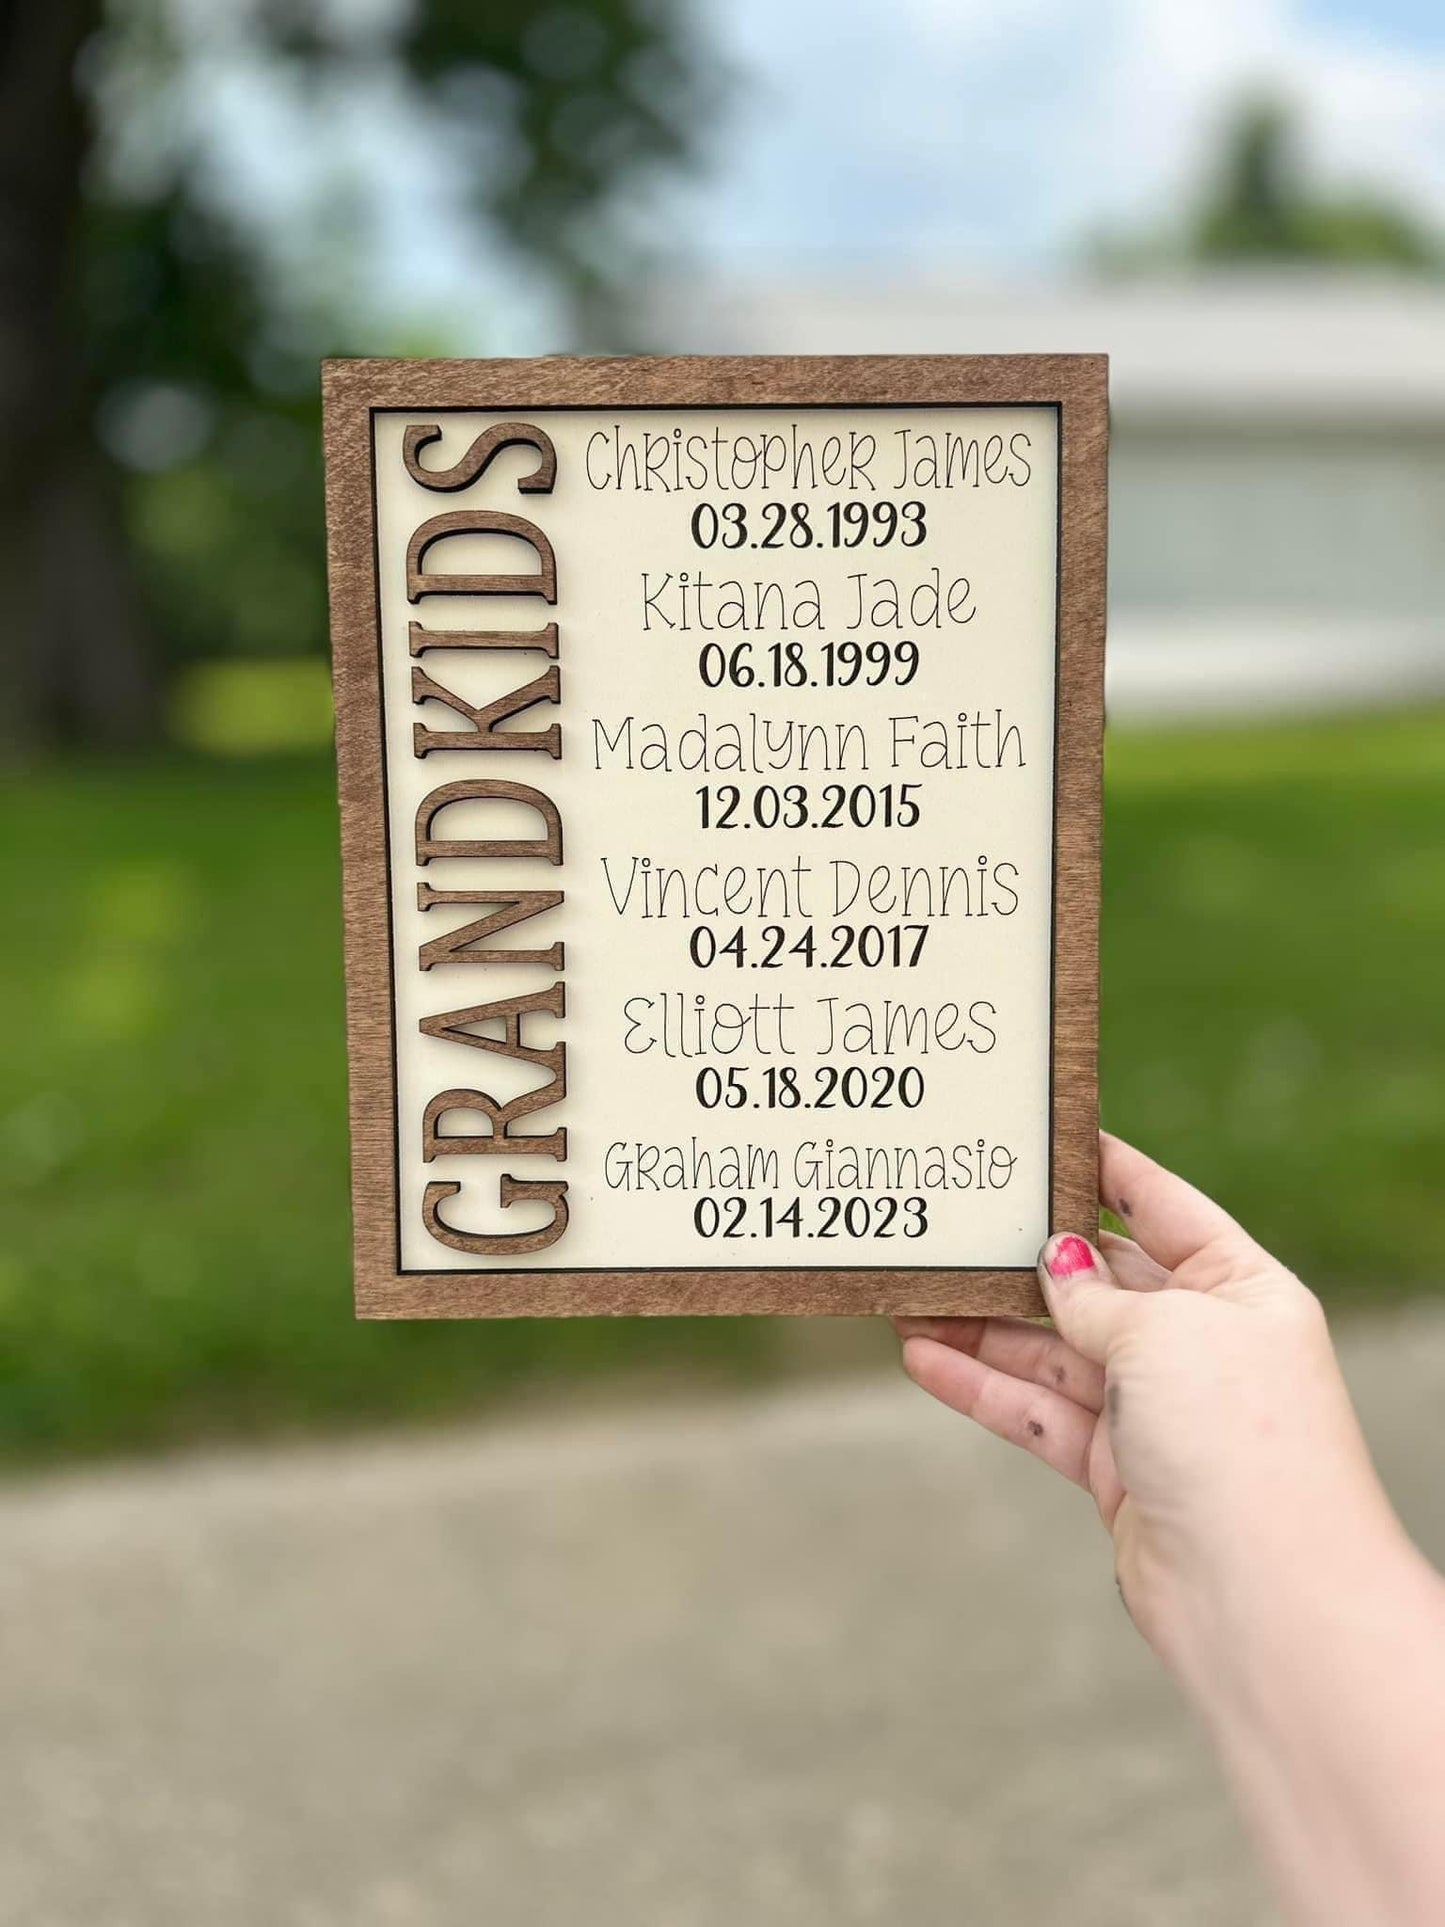 GRANDKIDS
Christopher James
03.28.1993
Kitana Jade
06.18.1999
Madalynn Faith
12.03.2015
Vincent Dennis
04.24.2017
Elliott James
05.18.2020
Graham Giannasio
02.14.2023